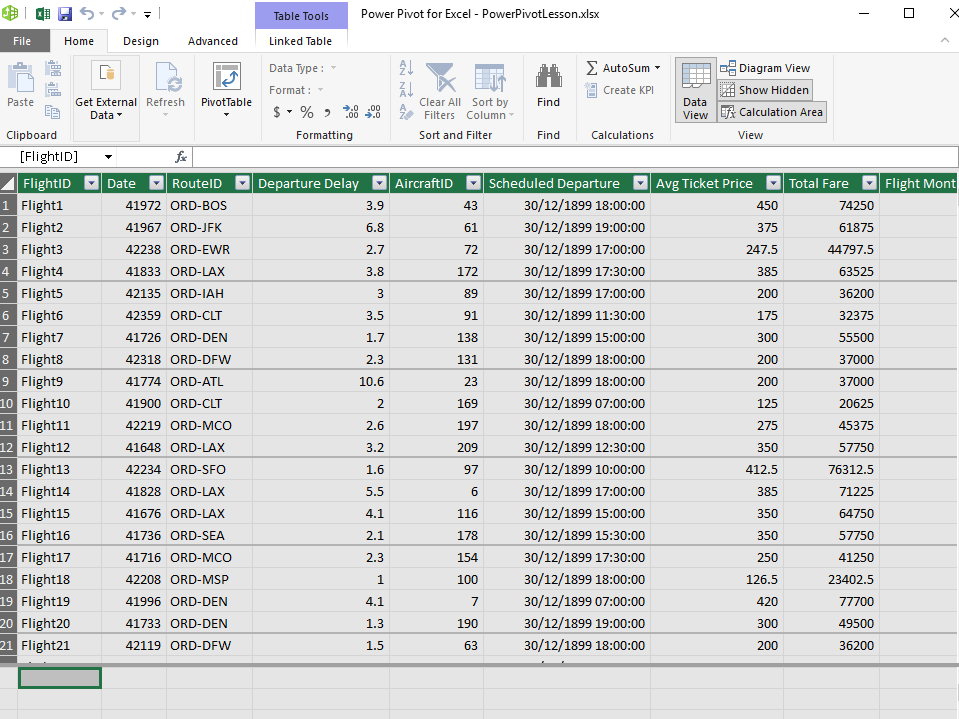 Table Tools Power Pivot for Excel - PowerPivotLesson.xlsx
File Home Design Advanced Linked Table
Paste
Clipboard
Get External Data
Refresh
PivotTable
Data Type :
Format :
$ % , .00 .00
Formatting
Clear All Filters
Sort by Column
Sort and Filter
Find
Find
AutoSum
Create KPI
Calculations
Data View
Diagram View
Show Hidden
Calculation Area
View
[FlightID] fx
FlightID Date RouteID Departure Delay AircraftID Scheduled Departure Avg Ticket Price Total Fare Flight Mont
1 Flight1 41972 ORD-BOS 3.9 43 30/12/1899 18:00:00 450 74250
2 Flight2 41967 ORD-JFK 6.8 61 30/12/1899 19:00:00 375 61875
3 Flight3 42238 ORD-EWR 2.7 72 30/12/1899 17:00:00 247.5 44797.5
4 Flight4 41833 ORD-LAX 3.8 172 30/12/1899 17:30:00 385 63525
5 Flight5 42135 ORD-IAH 3 89 30/12/1899 17:00:00 200 36200
6 Flight6 42359 ORD-CLT 3.5 91 30/12/1899 11:30:00 175 32375
7 Flight7 41726 ORD-DEN 1.7 138 30/12/1899 15:00:00 300 55500
8 Flight8 42318 ORD-DFW 2.3 131 30/12/1899 18:00:00 200 37000
9 Flight9 41774 ORD-ATL 10.6 23 30/12/1899 18:00:00 200 37000
10 Flight10 41900 ORD-CLT 2 169 30/12/1899 07:00:00 125 20625
11 Flight11 42219 ORD-MCO 2.6 197 30/12/1899 18:00:00 275 45375
12 Flight12 41648 ORD-LAX 3.2 209 30/12/1899 12:30:00 350 57750
13 Flight13 42234 ORD-SFO 1.6 97 30/12/1899 10:00:00 412.5 76312.5
14 Flight14 41828 ORD-LAX 5.5 6 30/12/1899 17:00:00 385 71225
15 Flight15 41676 ORD-LAX 4.1 116 30/12/1899 15:00:00 350 64750
16 Flight16 41736 ORD-SEA 2.1 178 30/12/1899 15:30:00 350 57750
17 Flight17 41716 ORD-MCO 2.3 154 30/12/1899 17:30:00 250 41250
18 Flight18 42208 ORD-MSP 1 100 30/12/1899 18:00:00 126.5 23402.5
19 Flight19 41996 ORD-DEN 4.1 7 30/12/1899 07:00:00 420 77700
20 Flight20 41733 ORD-DEN 1.3 190 30/12/1899 19:00:00 300 49500
21 Flight21 42119 ORD-DFW 1.5 63 30/12/1899 18:00:00 200 36200